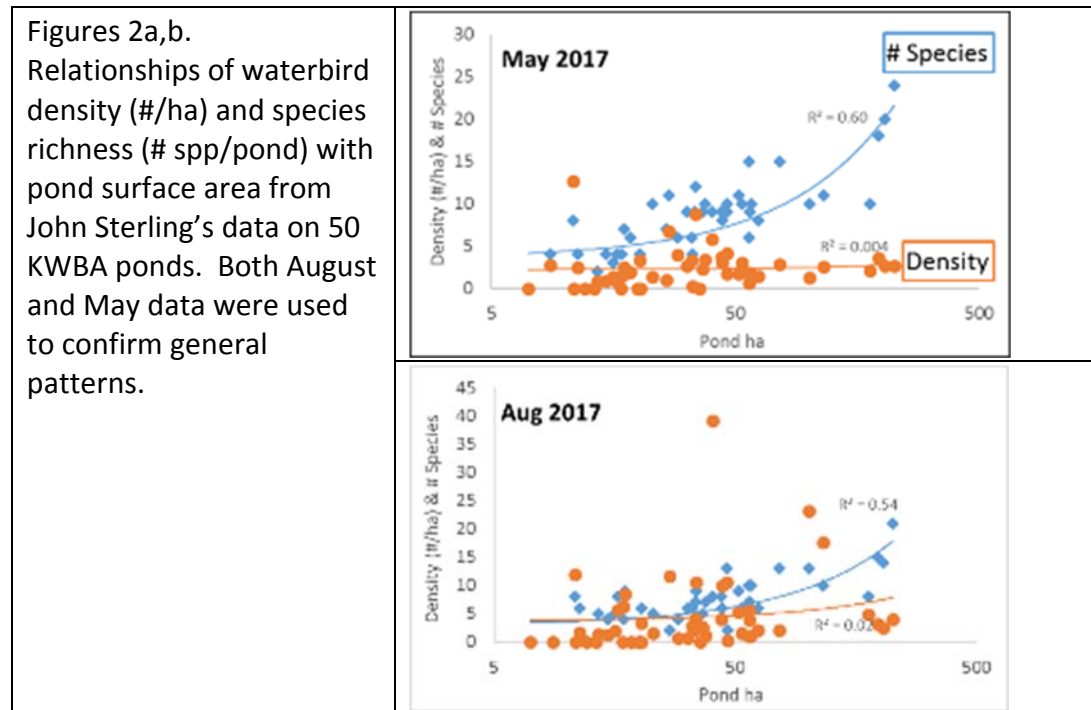 Figures 2a,b.
Relationships of waterbird
density (#/ha) and species
richness (# spp/pond) with
pond surface area from
John Sterling’s data on 50
KWBA ponds.  Both August
and May data were used
to confirm general
patterns.
May 2017
# Species
R² = 0.60
R² = 0.004
Density
Density (#/ha) & # Species
30
25
20
15
10
5
0
5
50
500
Pond ha
Aug 2017
R² = 0.54
Density (#/ha) & # Species
45
40
35
30
25
20
15
10
5
0
5
50
500
Pond ha